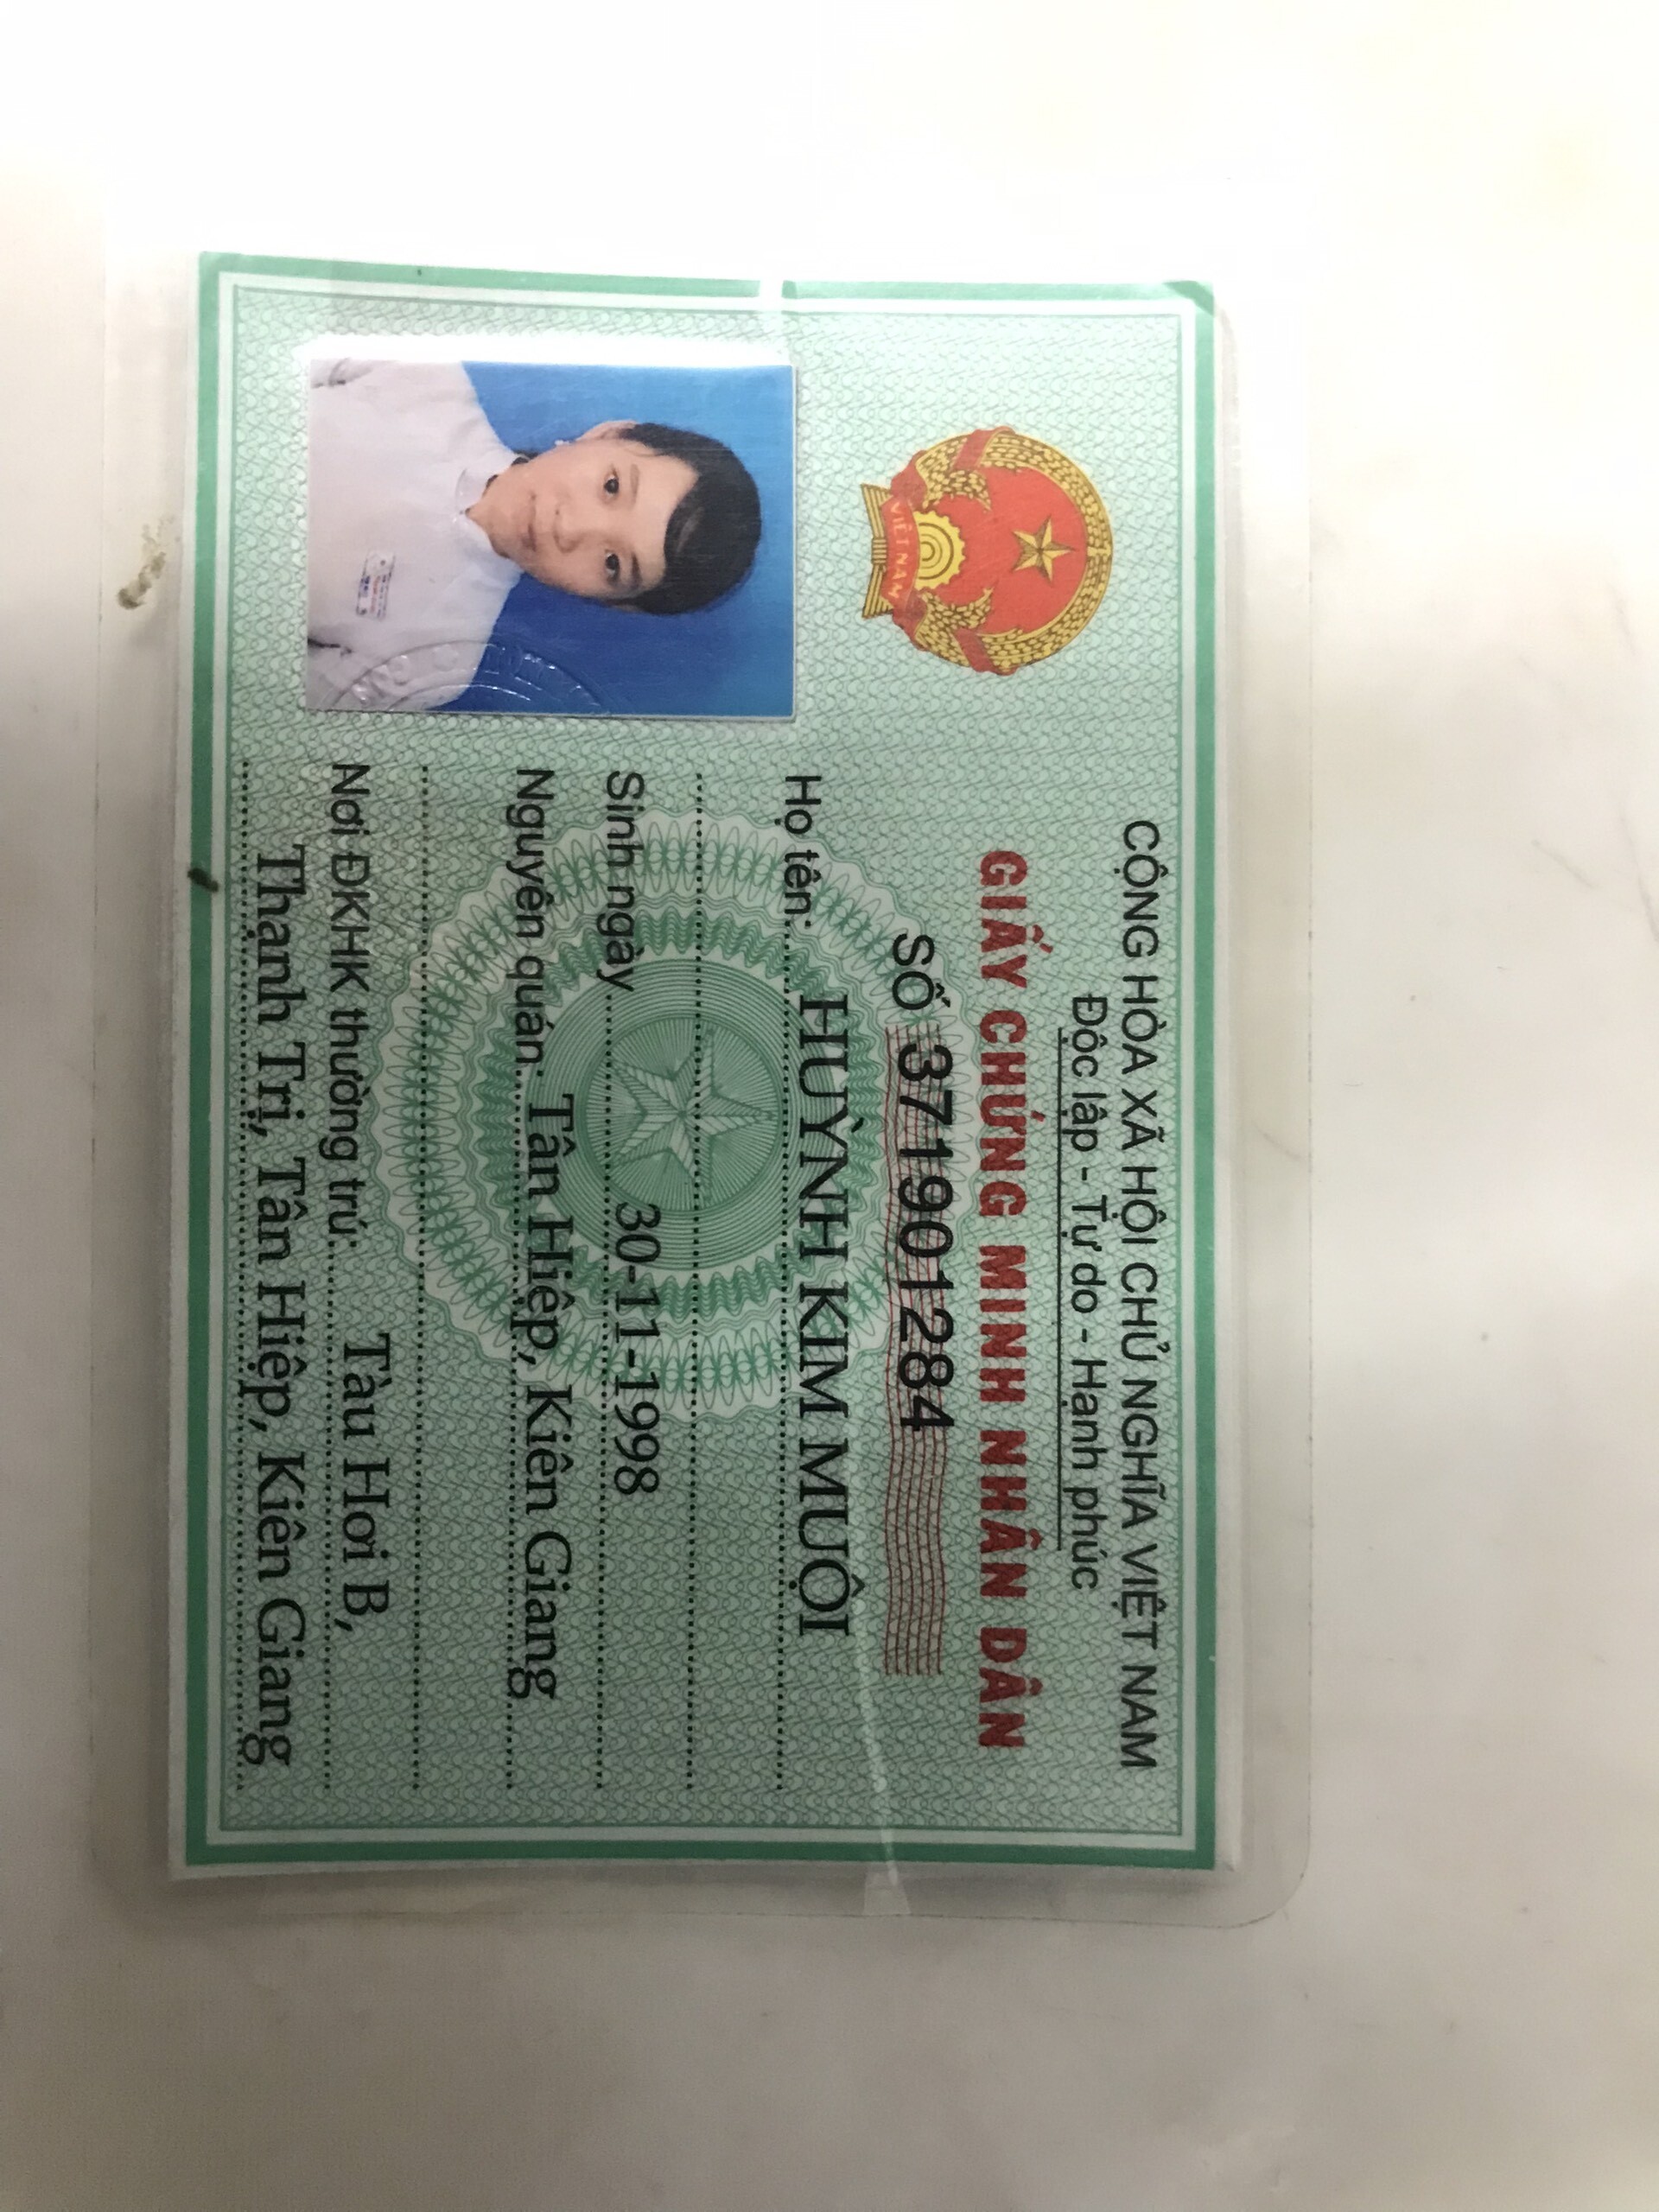 CỘNG HÒA XÃ HỘI CHỦ NGHĨA VIỆT NAM
Độc lập - Tự do - Hạnh phúc
GIẤY CHỨNG MINH NHÂN DÂN
SỐ 371901284
VIỆT NAM
Họ tên: HUỲNH KIM MUỘI
Sinh ngày 30-11-1998
Nguyên quán: Tân Hiệp, Kiên Giang
Nơi ĐKHK thường trú: Tàu Hơi B,
Thạnh Trị, Tân Hiệp, Kiên Giang